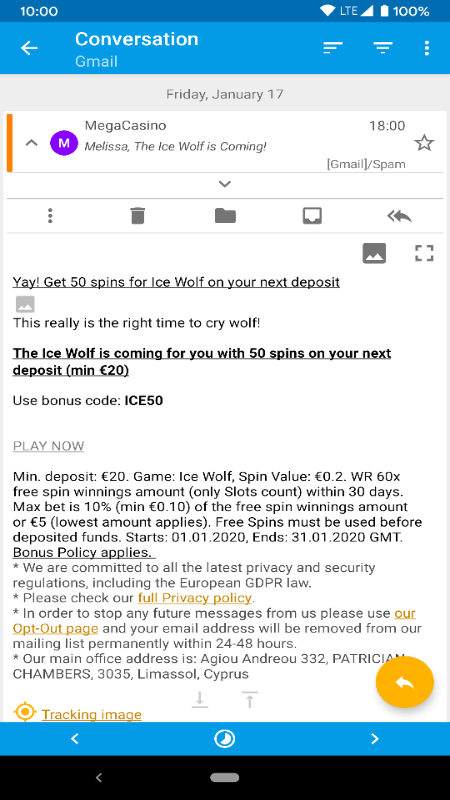 10:00
LTE
100%
Conversation
Gmail
Friday, January 17
MegaCasino
18:00
M
Melissa, The Ice Wolf is Coming!
[Gmail]/Spam
Yay! Get 50 spins for Ice Wolf on your next deposit
This really is the right time to cry wolf!
The Ice Wolf is coming for you with 50 spins on your next
deposit (min €20)
Use bonus code: ICE50
PLAY NOW
Min. deposit: €20. Game: Ice Wolf, Spin Value: €0.2. WR 60x
free spin winnings amount (only Slots count) within 30 days.
Max bet is 10% (min €0.10) of the free spin winnings amount
or €5 (lowest amount applies). Free Spins must be used before
deposited funds. Starts: 01.01.2020, Ends: 31.01.2020 GMT.
Bonus Policy applies.
* We are committed to all the latest privacy and security
regulations, including the European GDPR law.
* Please check our full Privacy policy.
* In order to stop any future messages from us please use our
Opt-Out page and your email address will be removed from our
mailing list permanently within 24-48 hours.
* Our main office address is: Agiou Andreou 332, PATRICIAN
CHAMBERS, 3035, Limassol, Cyprus
Tracking image